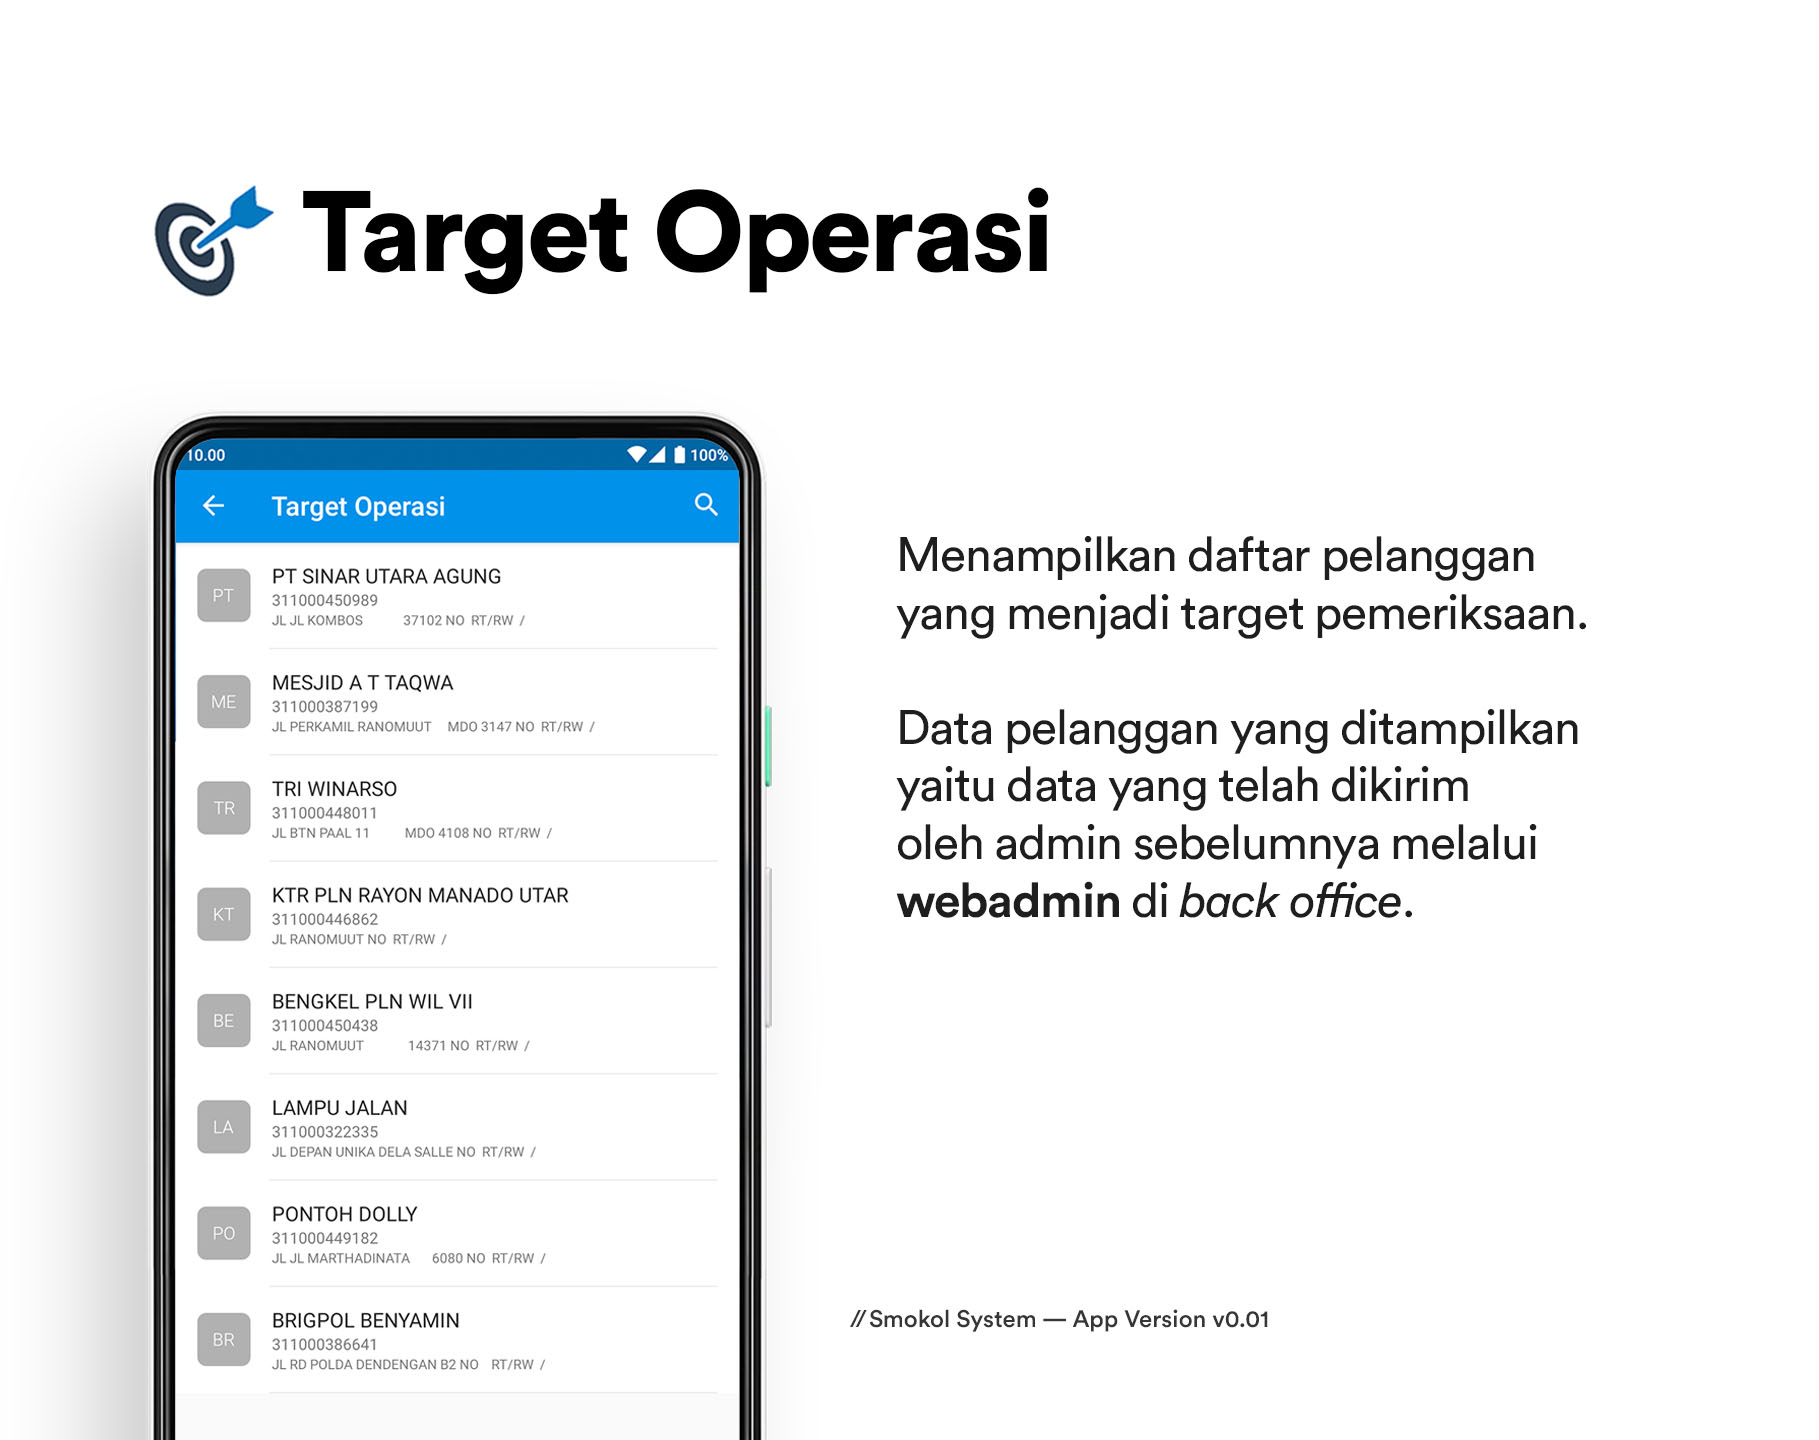 Target Operasi
10.00
100%
Target Operasi
PT
PT SINAR UTARA AGUNG
311000450989
JL JL KOMBOS 37102 NO RT/RW /
ME
MESJID A T TAQWA
311000387199
JL PERKAMIL RANOMUUT MDO 3147 NO RT/RW /
TR
TRI WINARSO
311000448011
JL BTN PAAL 11 MDO 4108 NO RT/RW /
KT
KTR PLN RAYON MANADO UTAR
311000446862
JL RANOMUUT NO RT/RW /
BE
BENGKEL PLN WIL VII
311000450438
JL RANOMUUT 14371 NO RT/RW /
LA
LAMPU JALAN
311000322335
JL DEPAN UNIKA DELA SALLE NO RT/RW /
PO
PONTOH DOLLY
311000449182
JL JL MARTHADINATA 6080 NO RT/RW /
BR
BRIGPOL BENYAMIN
311000386641
JL RD POLDA DENDENGAN B2 NO RT/RW /
Menampilkan daftar pelanggan
yang menjadi target pemeriksaan.
Data pelanggan yang ditampilkan
yaitu data yang telah dikirim
oleh admin sebelumnya melalui
webadmin di back office.
// Smokol System — App Version v0.01